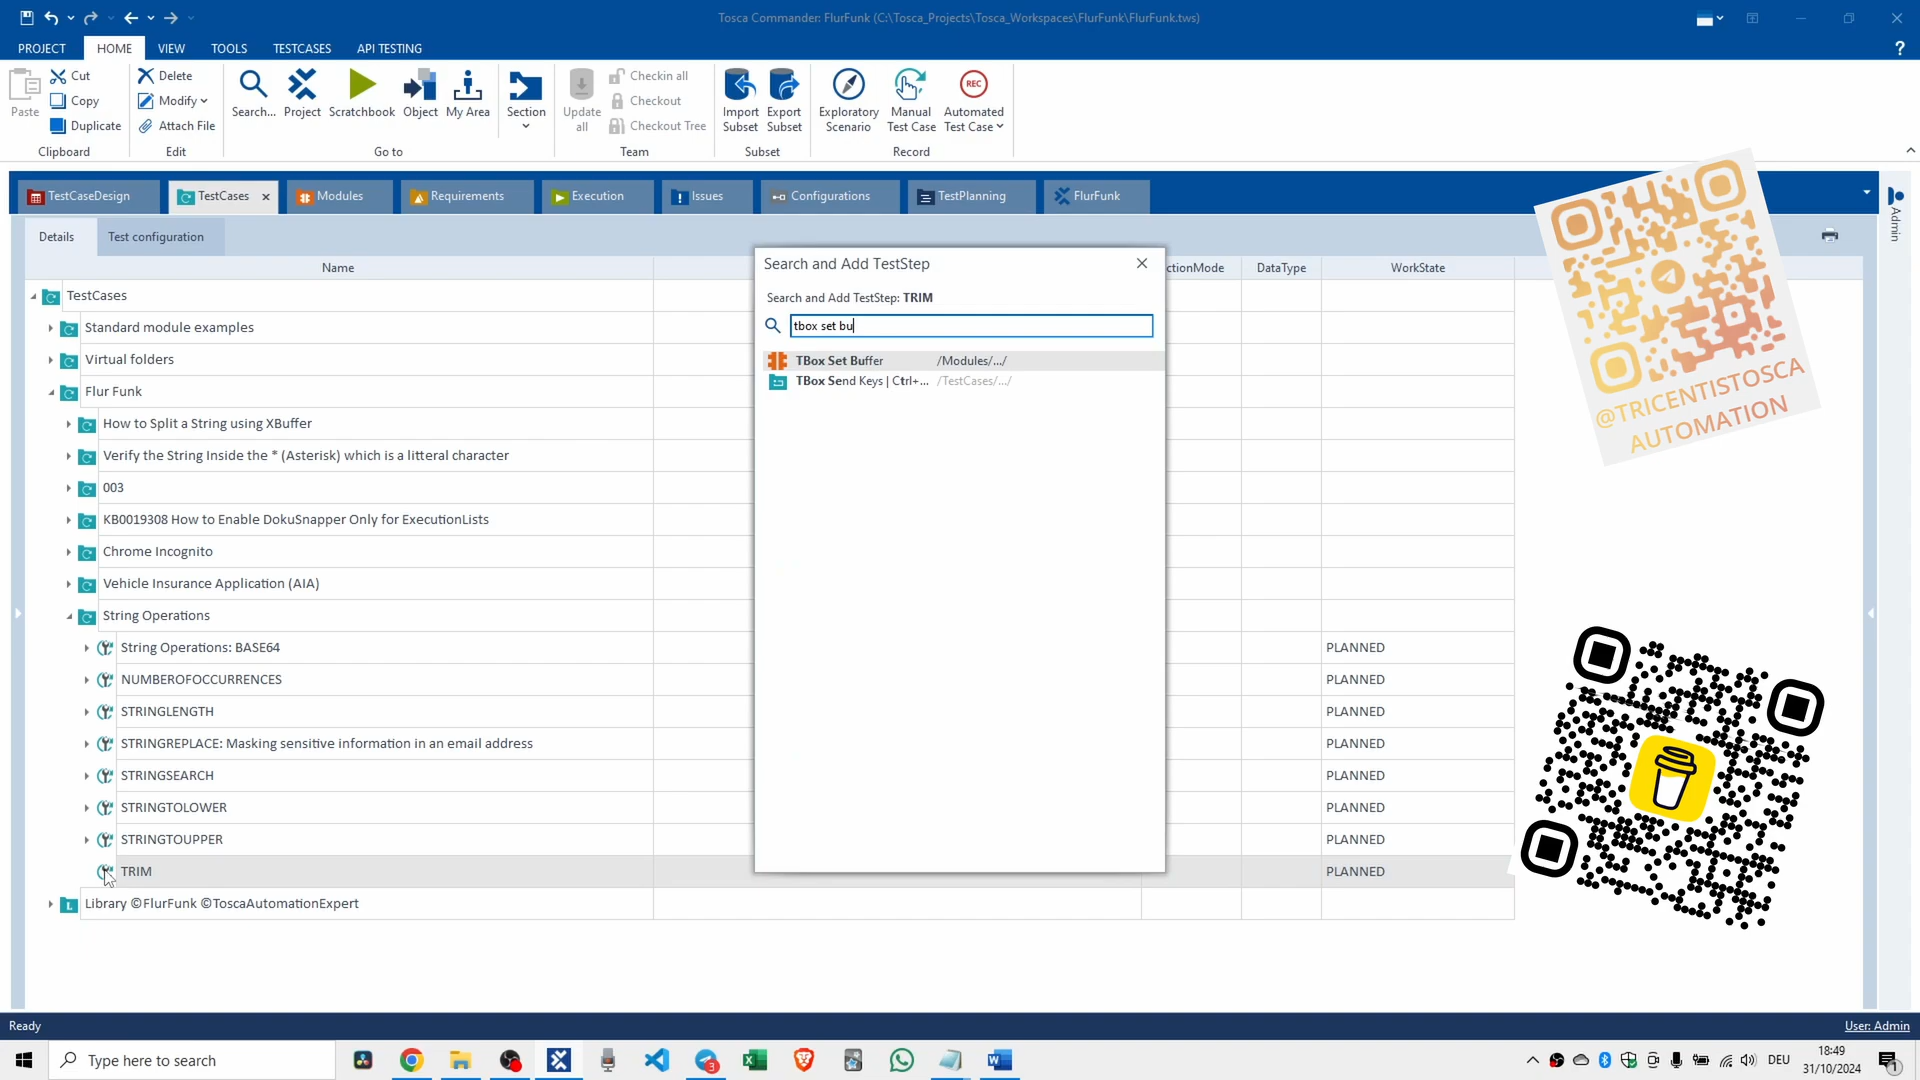 Tosca Commander: FlurFunk (C:\Tosca_Projects\Tosca_Workspaces\FlurFunk\FlurFunk.tws)
PROJECT HOME VIEW TOOLS TESTCASES API TESTING ?
Paste
Cut
Copy
Duplicate
Clipboard
Delete
Modify
Attach File
Edit
Search... Project Scratchbook Object My Area
Go to
Section
Update all
Checkin all
Checkout
Checkout Tree
Team
Import Subset
Export Subset
Subset
Exploratory Scenario
Manual Test Case
REC
Automated Test Case
Record
TestCaseDesign TestCases Modules Requirements Execution Issues Configurations TestPlanning FlurFunk
Admin
Details Test configuration
Name ctionMode DataType WorkState
TestCases
Standard module examples
Virtual folders
Flur Funk
How to Split a String using XBuffer
Verify the String Inside the * (Asterisk) which is a litteral character
003
KB0019308 How to Enable DokuSnapper Only for ExecutionLists
Chrome Incognito
Vehicle Insurance Application (AIA)
String Operations
String Operations: BASE64 PLANNED
NUMBEROFOCCURRENCES PLANNED
STRINGLENGTH PLANNED
STRINGREPLACE: Masking sensitive information in an email address PLANNED
STRINGSEARCH PLANNED
STRINGTOLOWER PLANNED
STRINGTOUPPER PLANNED
TRIM PLANNED
Library ©FlurFunk ©ToscaAutomationExpert
Search and Add TestStep
Search and Add TestStep: TRIM
tbox set bu
TBox Set Buffer /Modules/.../
TBox Send Keys | Ctrl+... /TestCases/.../
@TRICENTISTOSCA
AUTOMATION
Ready User: Admin
Type here to search
3
DEU
18:49
31/10/2024
1